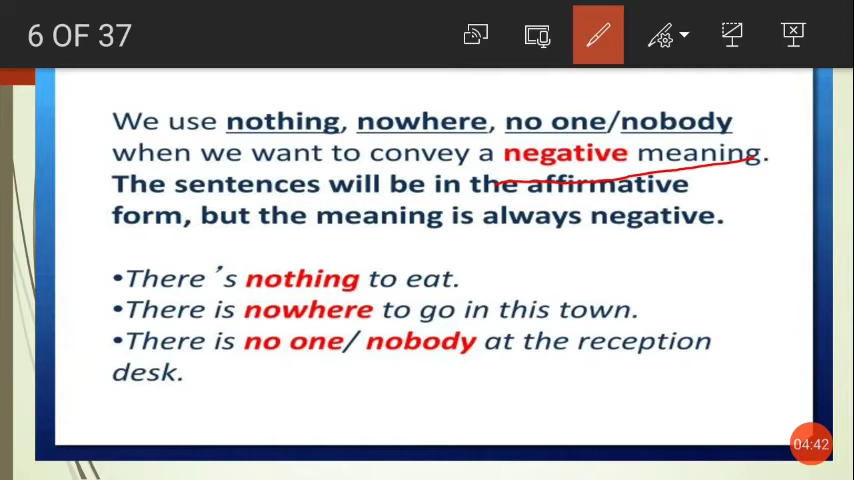 6 OF 37
We use nothing, nowhere, no one/nobody
when we want to convey a negative meaning.
The sentences will be in the affirmative
form, but the meaning is always negative.
•There's nothing to eat.
•There is nowhere to go in this town.
•There is no one/ nobody at the reception
desk.
04:42